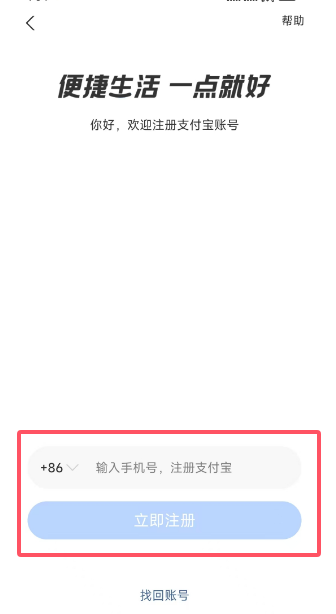 帮助
便捷生活 一点就好
你好，欢迎注册支付宝账号
+86 输入手机号，注册支付宝
立即注册
找回账号